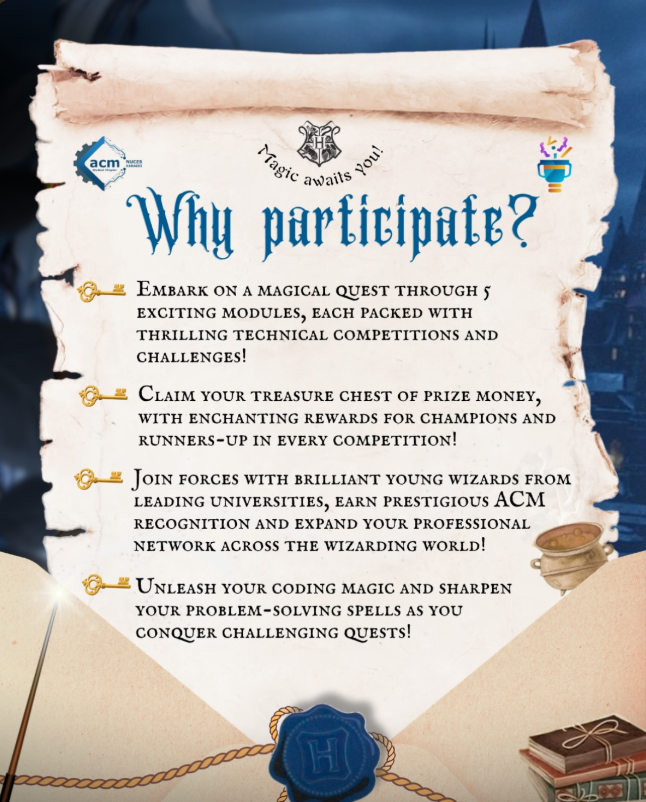 acm
NUCES
KARACHI
Student Chapter
H
Magic awaits you!
Why participate?
EMBARK ON A MAGICAL QUEST THROUGH 5
EXCITING MODULES, EACH PACKED WITH
THRILLING TECHNICAL COMPETITIONS AND
CHALLENGES!
CLAIM YOUR TREASURE CHEST OF PRIZE MONEY,
WITH ENCHANTING REWARDS FOR CHAMPIONS AND
RUNNERS-UP IN EVERY COMPETITION!
JOIN FORCES WITH BRILLIANT YOUNG WIZARDS FROM
LEADING UNIVERSITIES, EARN PRESTIGIOUS ACM
RECOGNITION AND EXPAND YOUR PROFESSIONAL
NETWORK ACROSS THE WIZARDING WORLD!
UNLEASH YOUR CODING MAGIC AND SHARPEN
YOUR PROBLEM-SOLVING SPELLS AS YOU
CONQUER CHALLENGING QUESTS!
H